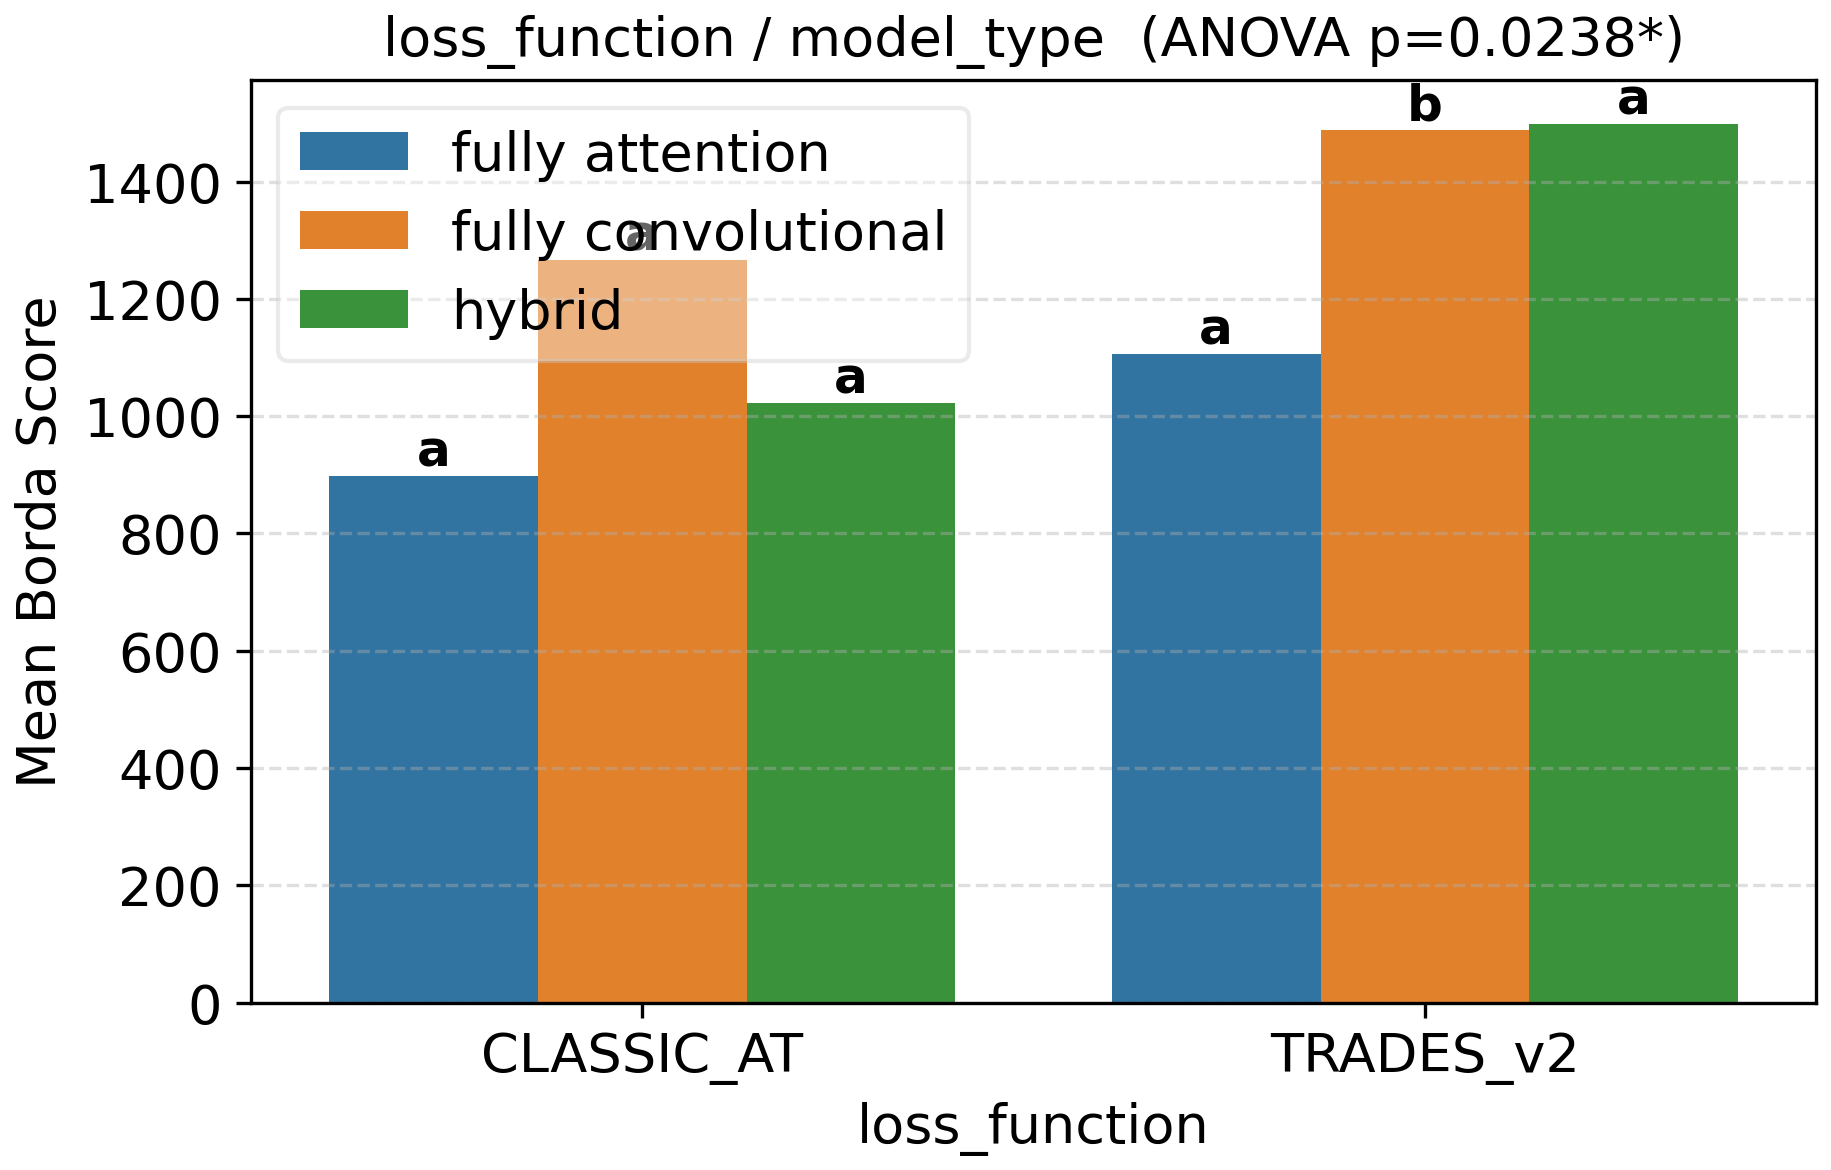 loss_function / model_type  (ANOVA p=0.0238*)
Mean Borda Score
1400
1200
1000
800
600
400
200
0
fully attention
fully convolutional
hybrid
a
a
a
a
b
a
CLASSIC_AT
TRADES_v2
loss_function